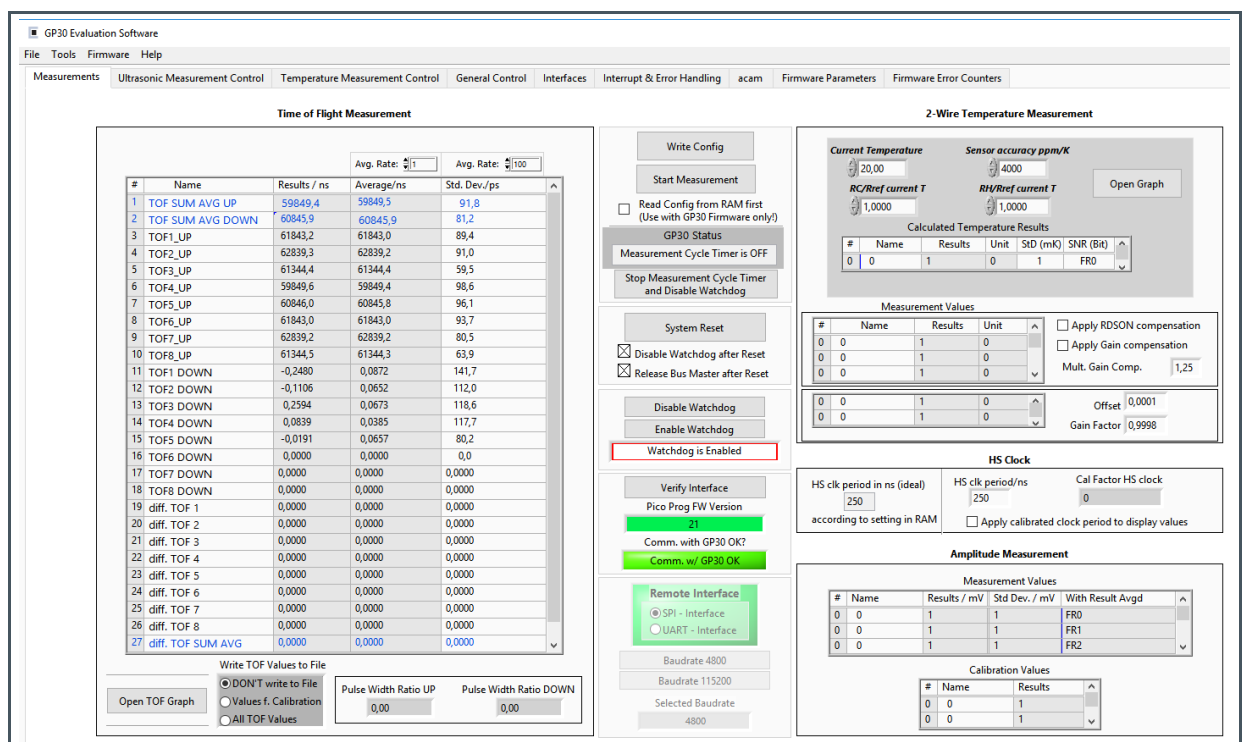 GP30 Evaluation Software
File Tools Firmware Help
Measurements Ultrasonic Measurement Control Temperature Measurement Control General Control Interfaces Interrupt & Error Handling acam Firmware Parameters Firmware Error Counters
Time of Flight Measurement
Avg. Rate: 1 Avg. Rate: 100
# Name Results / ns Average/ns Std. Dev./ps
1 TOF SUM AVG UP 59849,4 59849,5 91,8
2 TOF SUM AVG DOWN 60845,9 60845,9 81,2
3 TOF1_UP 61843,2 61843,0 89,4
4 TOF2_UP 62839,3 62839,2 91,0
5 TOF3_UP 61344,4 61344,4 59,5
6 TOF4_UP 59849,6 59849,4 98,6
7 TOF5_UP 60846,0 60845,8 96,1
8 TOF6_UP 61843,0 61843,0 93,7
9 TOF7_UP 62839,2 62839,2 80,5
10 TOF8_UP 61344,5 61344,3 63,9
11 TOF1 DOWN -0,2480 0,0872 141,7
12 TOF2 DOWN -0,1106 0,0652 112,0
13 TOF3 DOWN 0,2594 0,0673 118,6
14 TOF4 DOWN 0,0839 0,0385 117,7
15 TOF5 DOWN -0,0191 0,0657 80,2
16 TOF6 DOWN 0,0000 0,0000 0,0
17 TOF7 DOWN 0,0000 0,0000 0,0000
18 TOF8 DOWN 0,0000 0,0000 0,0000
19 diff. TOF 1 0,0000 0,0000 0,0000
20 diff. TOF 2 0,0000 0,0000 0,0000
21 diff. TOF 3 0,0000 0,0000 0,0000
22 diff. TOF 4 0,0000 0,0000 0,0000
23 diff. TOF 5 0,0000 0,0000 0,0000
24 diff. TOF 6 0,0000 0,0000 0,0000
25 diff. TOF 7 0,0000 0,0000 0,0000
26 diff. TOF 8 0,0000 0,0000 0,0000
27 diff. TOF SUM AVG 0,0000 0,0000 0,0000
Write TOF Values to File
Open TOF Graph
DON'T write to File
Values f. Calibration
All TOF Values
Pulse Width Ratio UP Pulse Width Ratio DOWN
0,00 0,00
Write Config
Start Measurement
Read Config from RAM first
(Use with GP30 Firmware only!)
GP30 Status
Measurement Cycle Timer is OFF
Stop Measurement Cycle Timer
and Disable Watchdog
System Reset
Disable Watchdog after Reset
Release Bus Master after Reset
Disable Watchdog
Enable Watchdog
Watchdog is Enabled
Verify Interface
Pico Prog FW Version
21
Comm. with GP30 OK?
Comm. w/ GP30 OK
Remote Interface
SPI - Interface
UART - Interface
Baudrate 4800
Baudrate 115200
Selected Baudrate
4800
2-Wire Temperature Measurement
Current Temperature Sensor accuracy ppm/K
20,00 4000
RC/Rref current T RH/Rref current T
1,0000 1,0000
Open Graph
Calculated Temperature Results
# Name Results Unit StD (mK) SNR (Bit)
0 0 1 0 1 FR0
Measurement Values
# Name Results Unit
0 0 1 0
0 0 1 0
0 0 1 0
Apply RDSON compensation
Apply Gain compensation
Mult. Gain Comp. 1,25
0 0 1 0
0 0 1 0
Offset 0,0001
Gain Factor 0,9998
HS Clock
HS clk period in ns (ideal) HS clk period/ns Cal Factor HS clock
250 250 0
according to setting in RAM Apply calibrated clock period to display values
Amplitude Measurement
Measurement Values
# Name Results / mV Std Dev. / mV With Result Avgd
0 0 1 1 FR0
0 0 1 1 FR1
0 0 1 1 FR2
Calibration Values
# Name Results
0 0 1
0 0 1